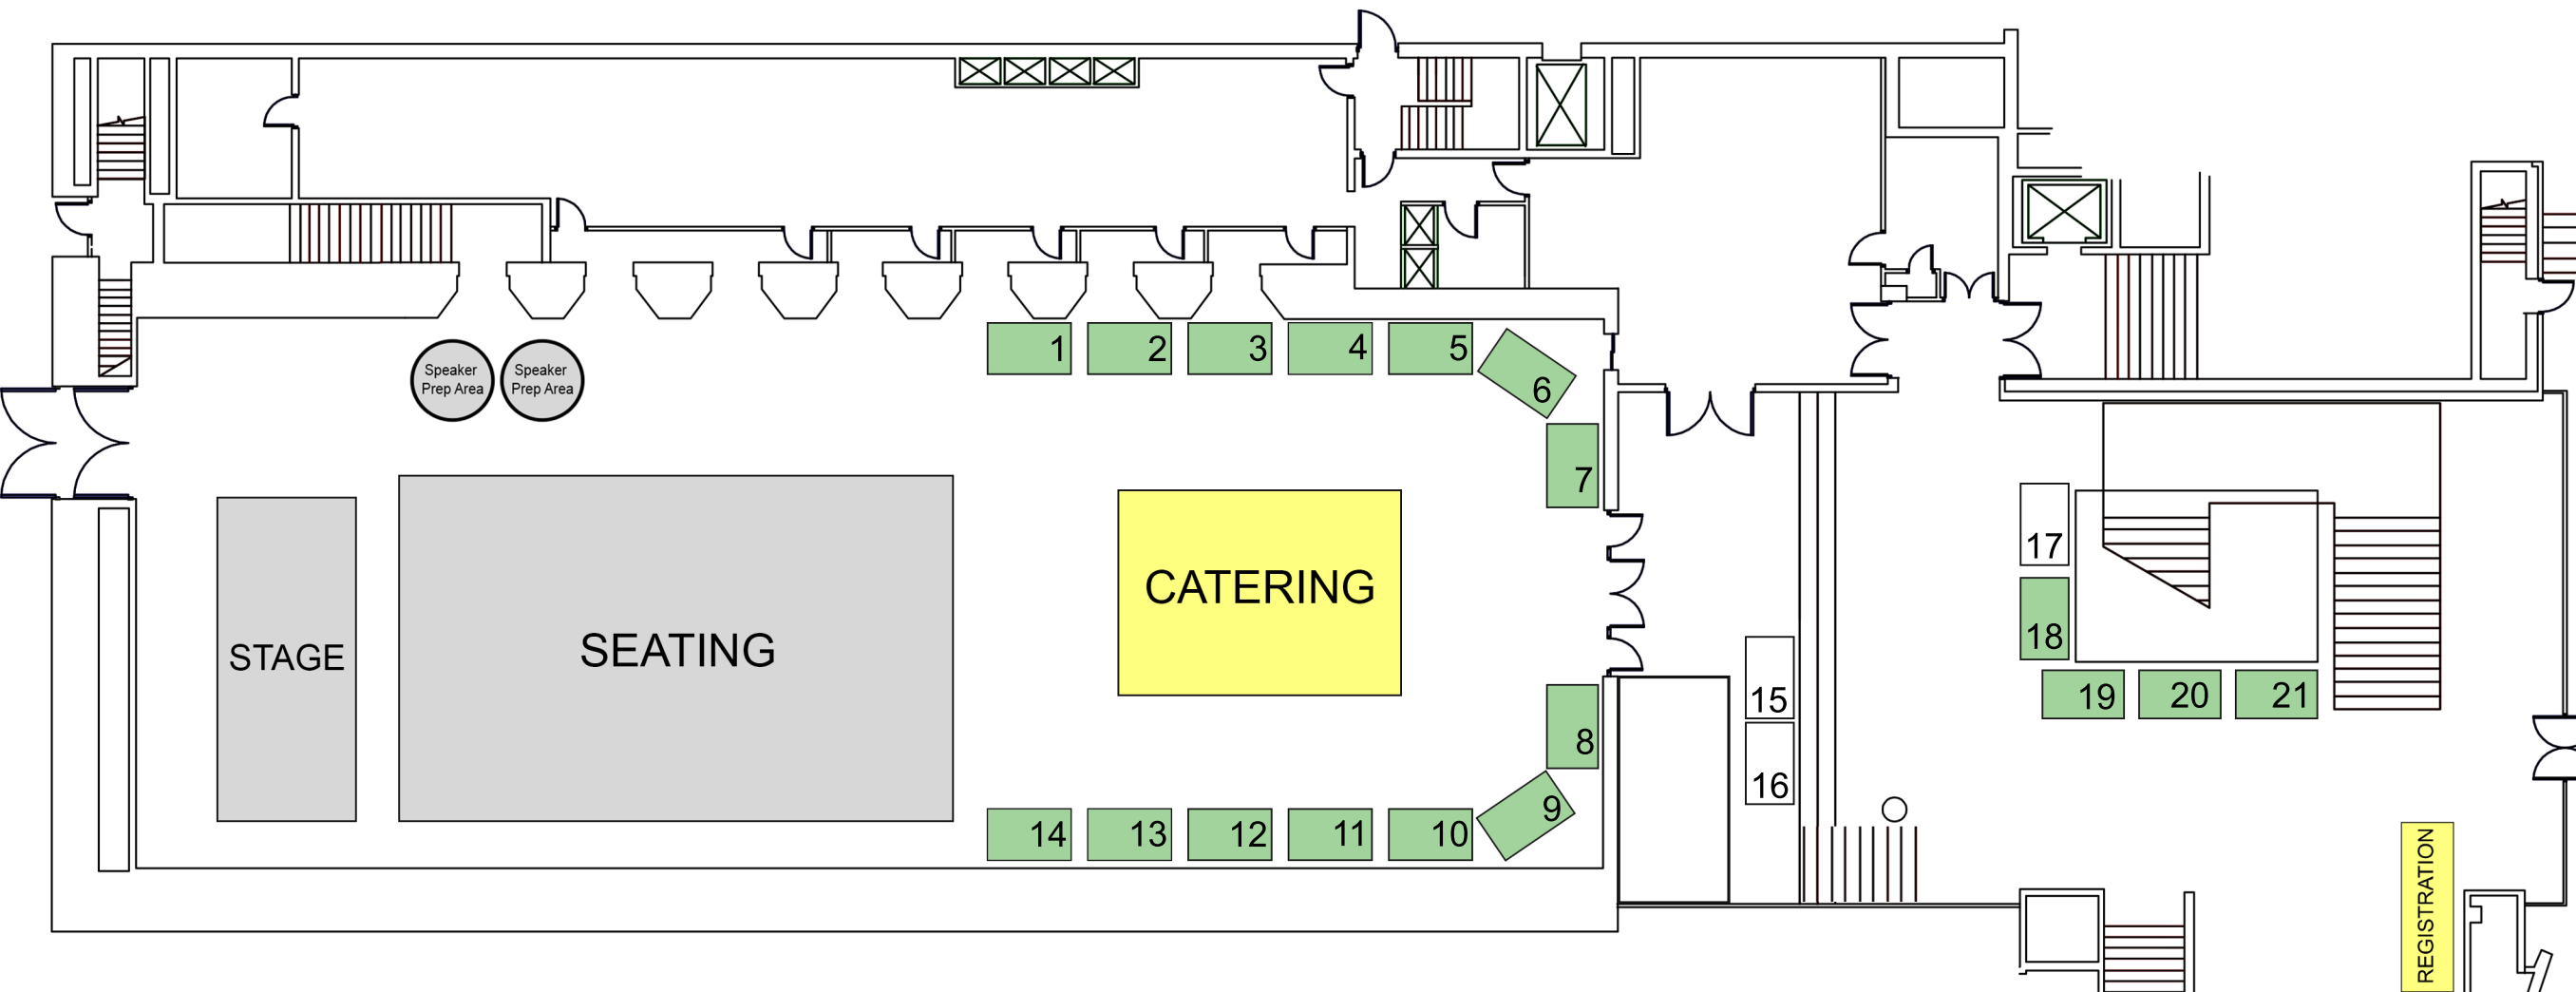 1
2
3
4
5
6
Speaker
Prep Area
Speaker
Prep Area
7
17
CATERING
18
STAGE
SEATING
15
19
20
21
8
16
9
14
13
12
11
10
REGISTRATION